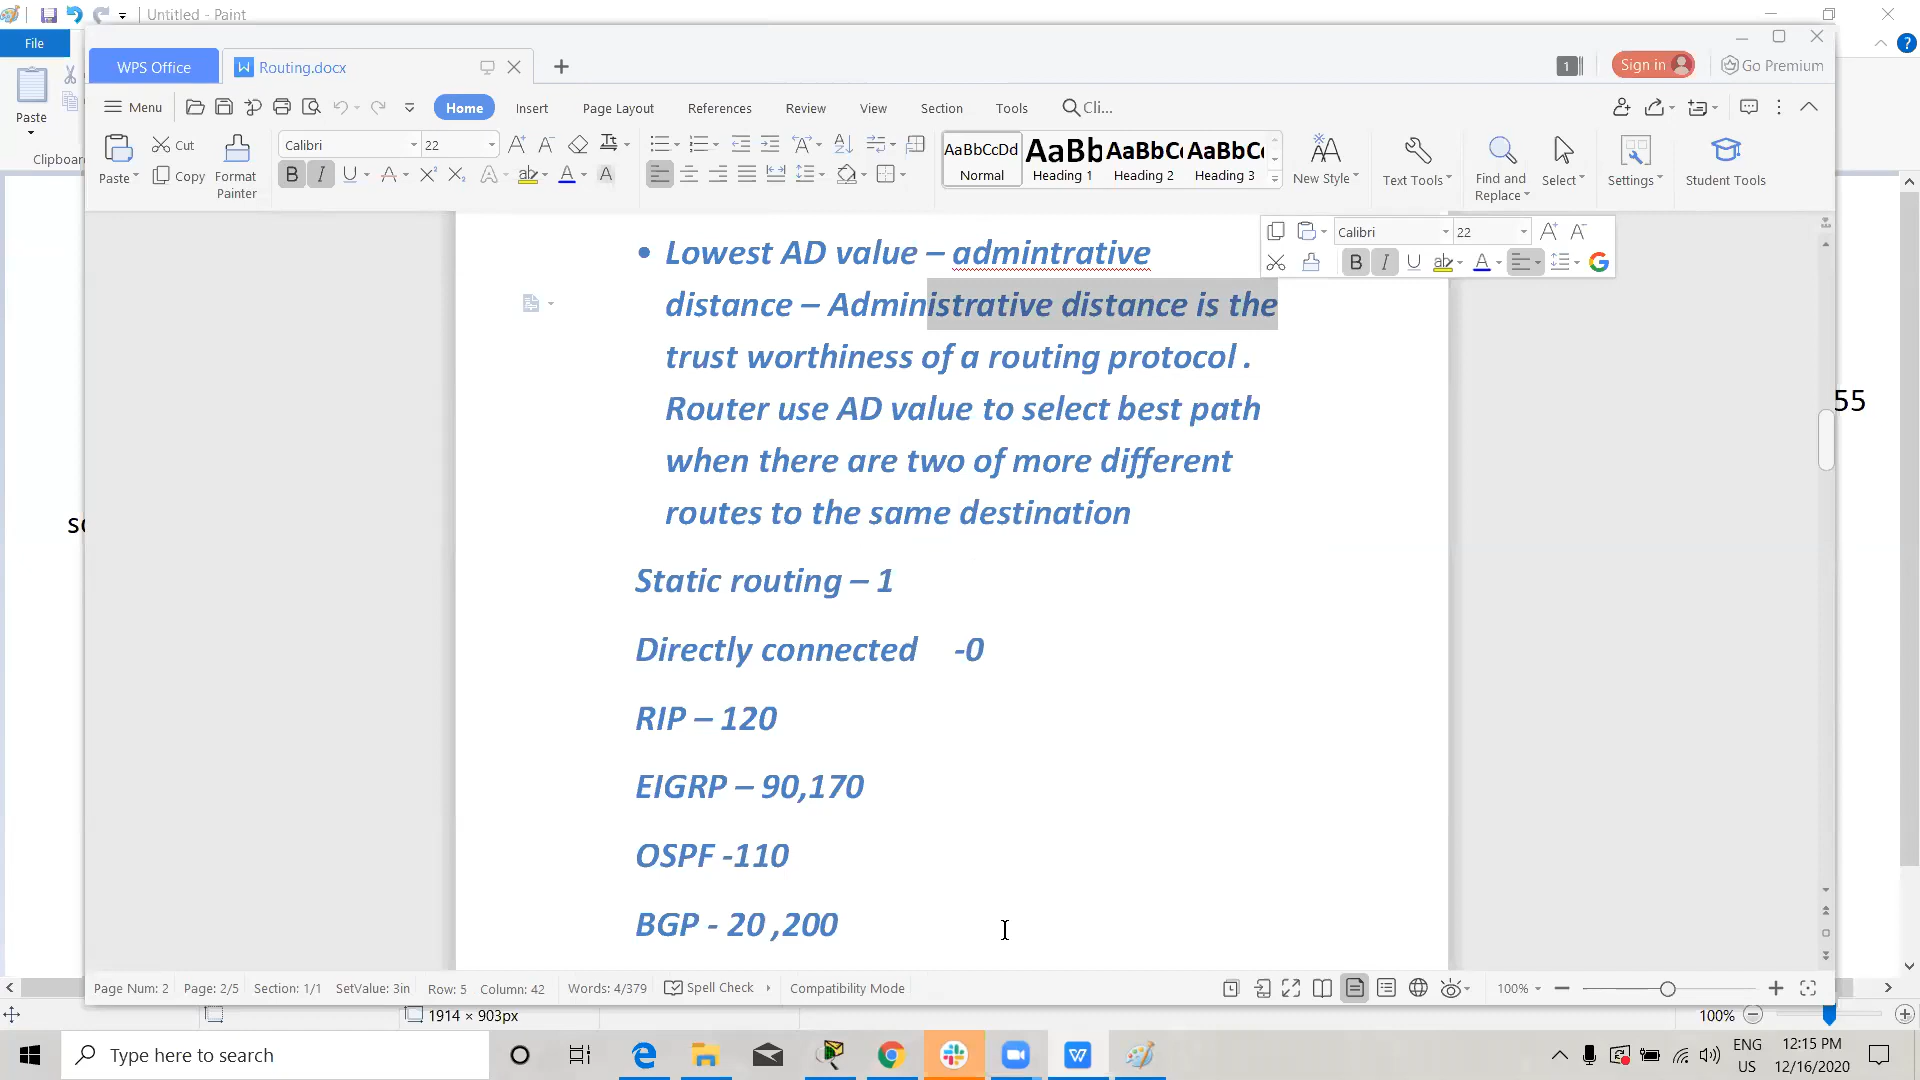 Untitled - Paint
File
WPS Office
Routing.docx
1
Sign in
Go Premium
Menu
Home
Insert
Page Layout
References
Review
View
Section
Tools
Cli...
Paste
Clipboar
Paste
Cut
Copy
Format
Painter
Calibri
22
AaBbCcDd
Normal
AaBb
Heading 1
AaBbC
Heading 2
AaBbC
Heading 3
New Style
Text Tools
Find and
Replace
Select
Settings
Student Tools
Calibri
22
• Lowest AD value – admintrative
distance – Administrative distance is the
trust worthiness of a routing protocol .
Router use AD value to select best path
when there are two of more different
routes to the same destination
Static routing – 1
Directly connected -0
RIP – 120
EIGRP – 90,170
OSPF -110
BGP - 20 ,200
55
Page Num: 2
Page: 2/5
Section: 1/1
SetValue: 3in
Row: 5
Column: 42
Words: 4/379
Spell Check
Compatibility Mode
100%
1914 × 903px
100%
Type here to search
ENG
US
12:15 PM
12/16/2020